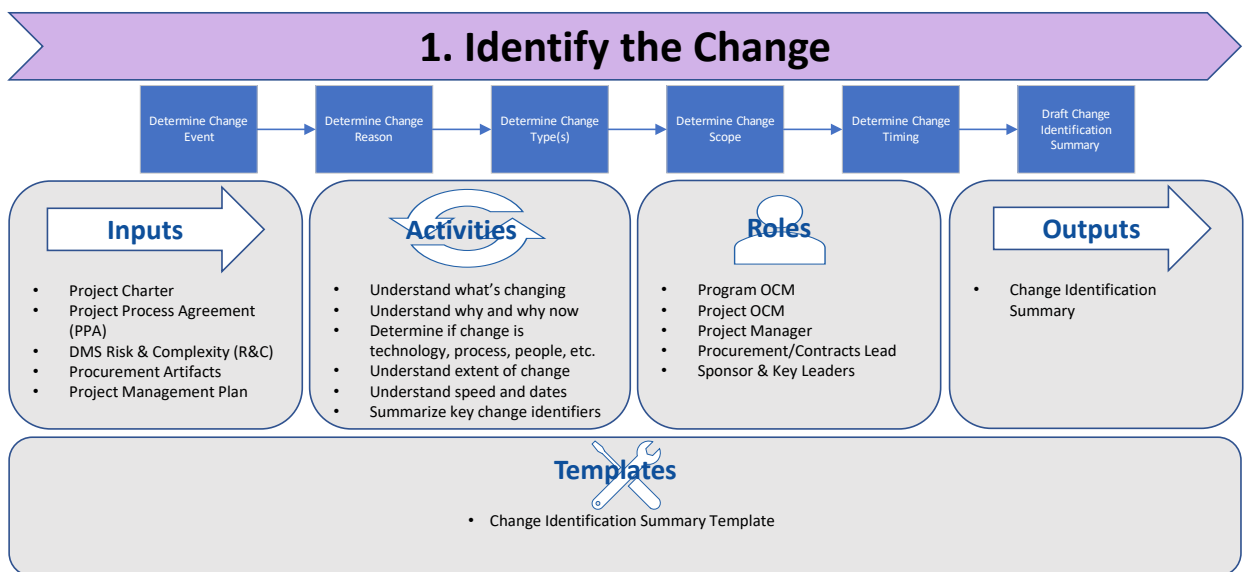 1. Identify the Change
Determine Change
Event
Determine Change
Reason
Determine Change
Type(s)
Determine Change
Scope
Determine Change
Timing
Draft Change
Identification
Summary
Inputs
• Project Charter
• Project Process Agreement
(PPA)
• DMS Risk & Complexity (R&C)
• Procurement Artifacts
• Project Management Plan
Activities
• Understand what's changing
• Understand why and why now
• Determine if change is
technology, process, people, etc.
• Understand extent of change
• Understand speed and dates
• Summarize key change identifiers
Roles
• Program OCM
• Project OCM
• Project Manager
• Procurement/Contracts Lead
• Sponsor & Key Leaders
Outputs
• Change Identification
Summary
Templates
• Change Identification Summary Template